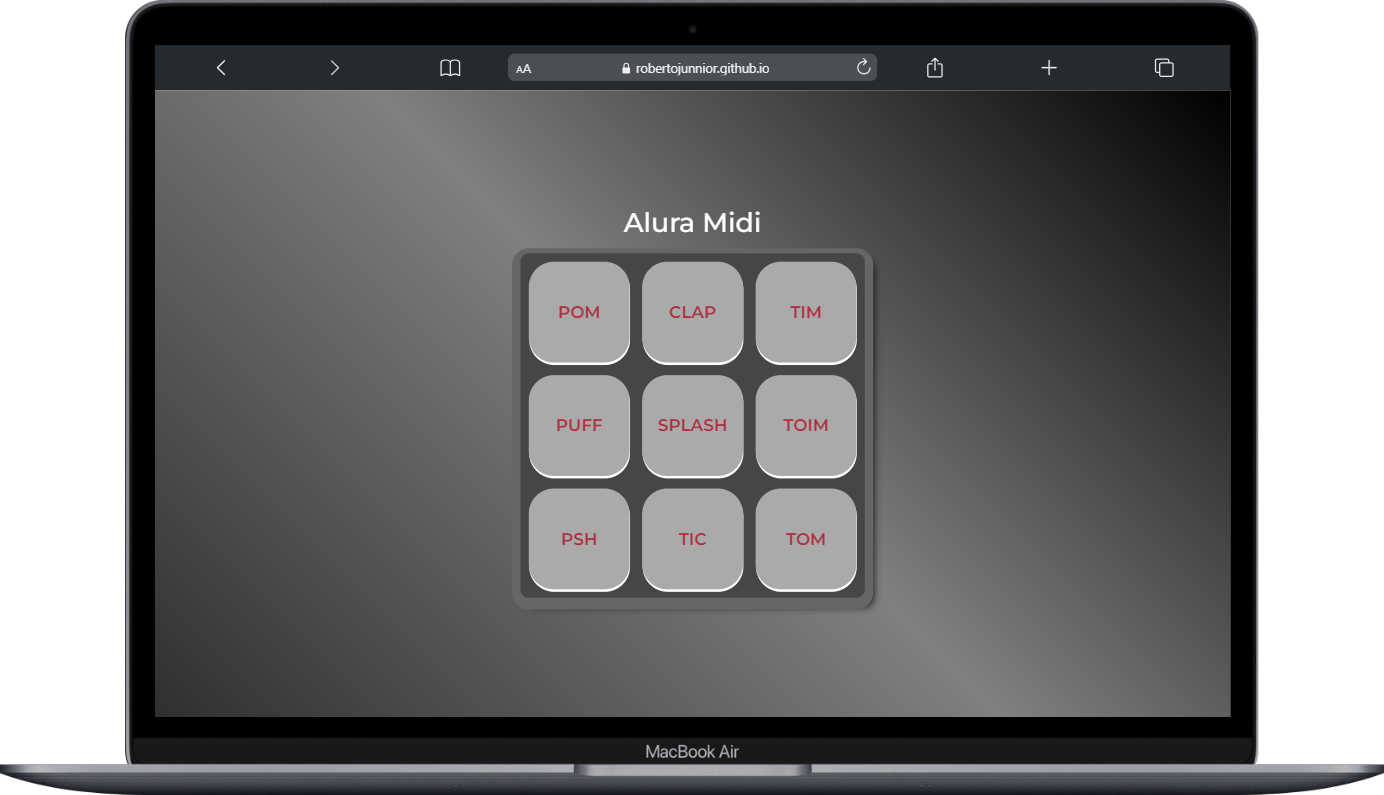 AA robertojunnior.github.io
Alura Midi
POM CLAP TIM
PUFF SPLASH TOIM
PSH TIC TOM
MacBook Air